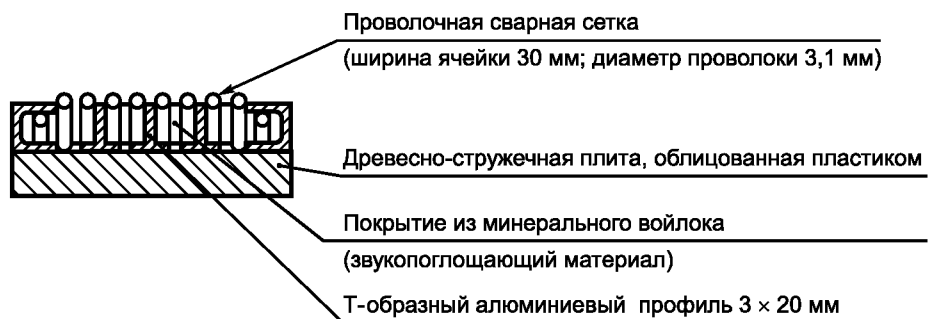 Проволочная сварная сетка
(ширина ячейки 30 мм; диаметр проволоки 3,1 мм)
Древесно-стружечная плита, облицованная пластиком
Покрытие из минерального войлока
(звукопоглощающий материал)
Т-образный алюминиевый профиль 3 × 20 мм